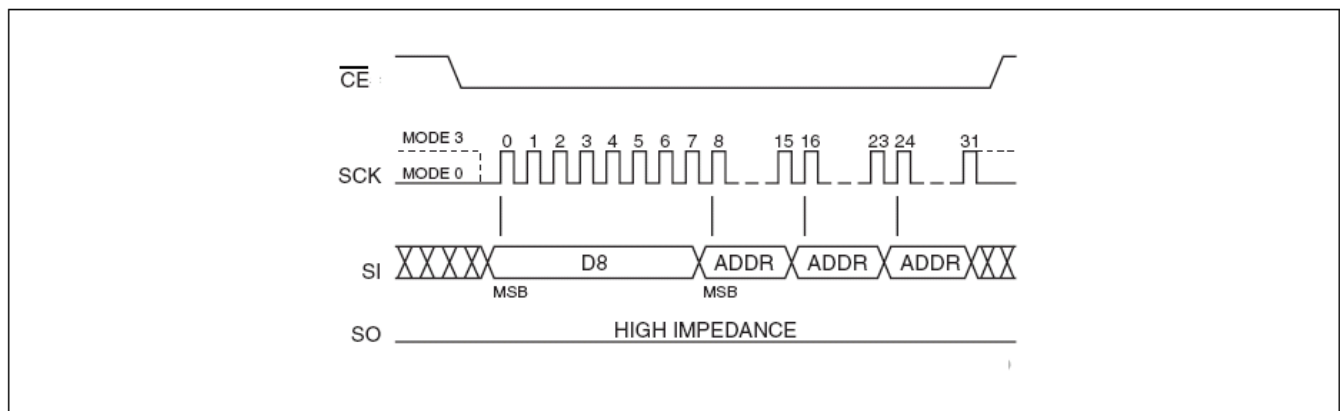 CE
MODE 3 0 1 2 3 4 5 6 7 8 15 16 23 24 31
SCK MODE 0
SI D8 ADDR ADDR ADDR
MSB MSB
SO HIGH IMPEDANCE